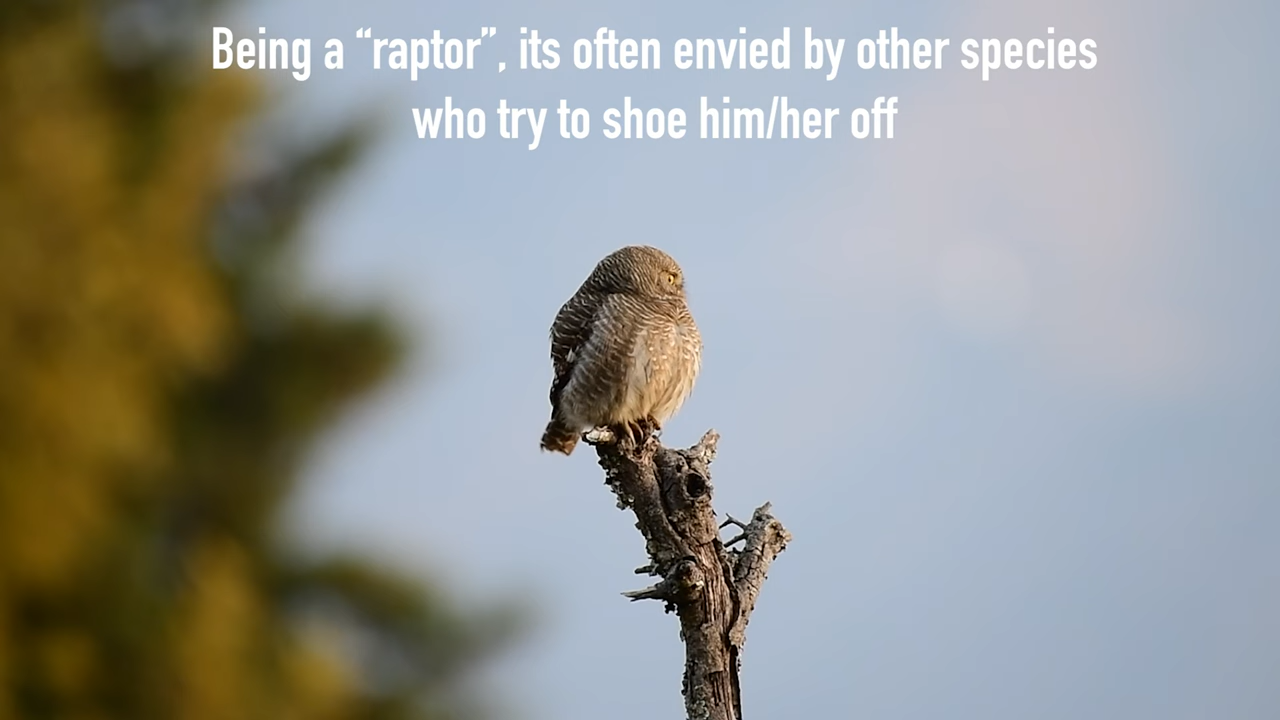 Being a “raptor”, its often envied by other species
who try to shoe him/her off